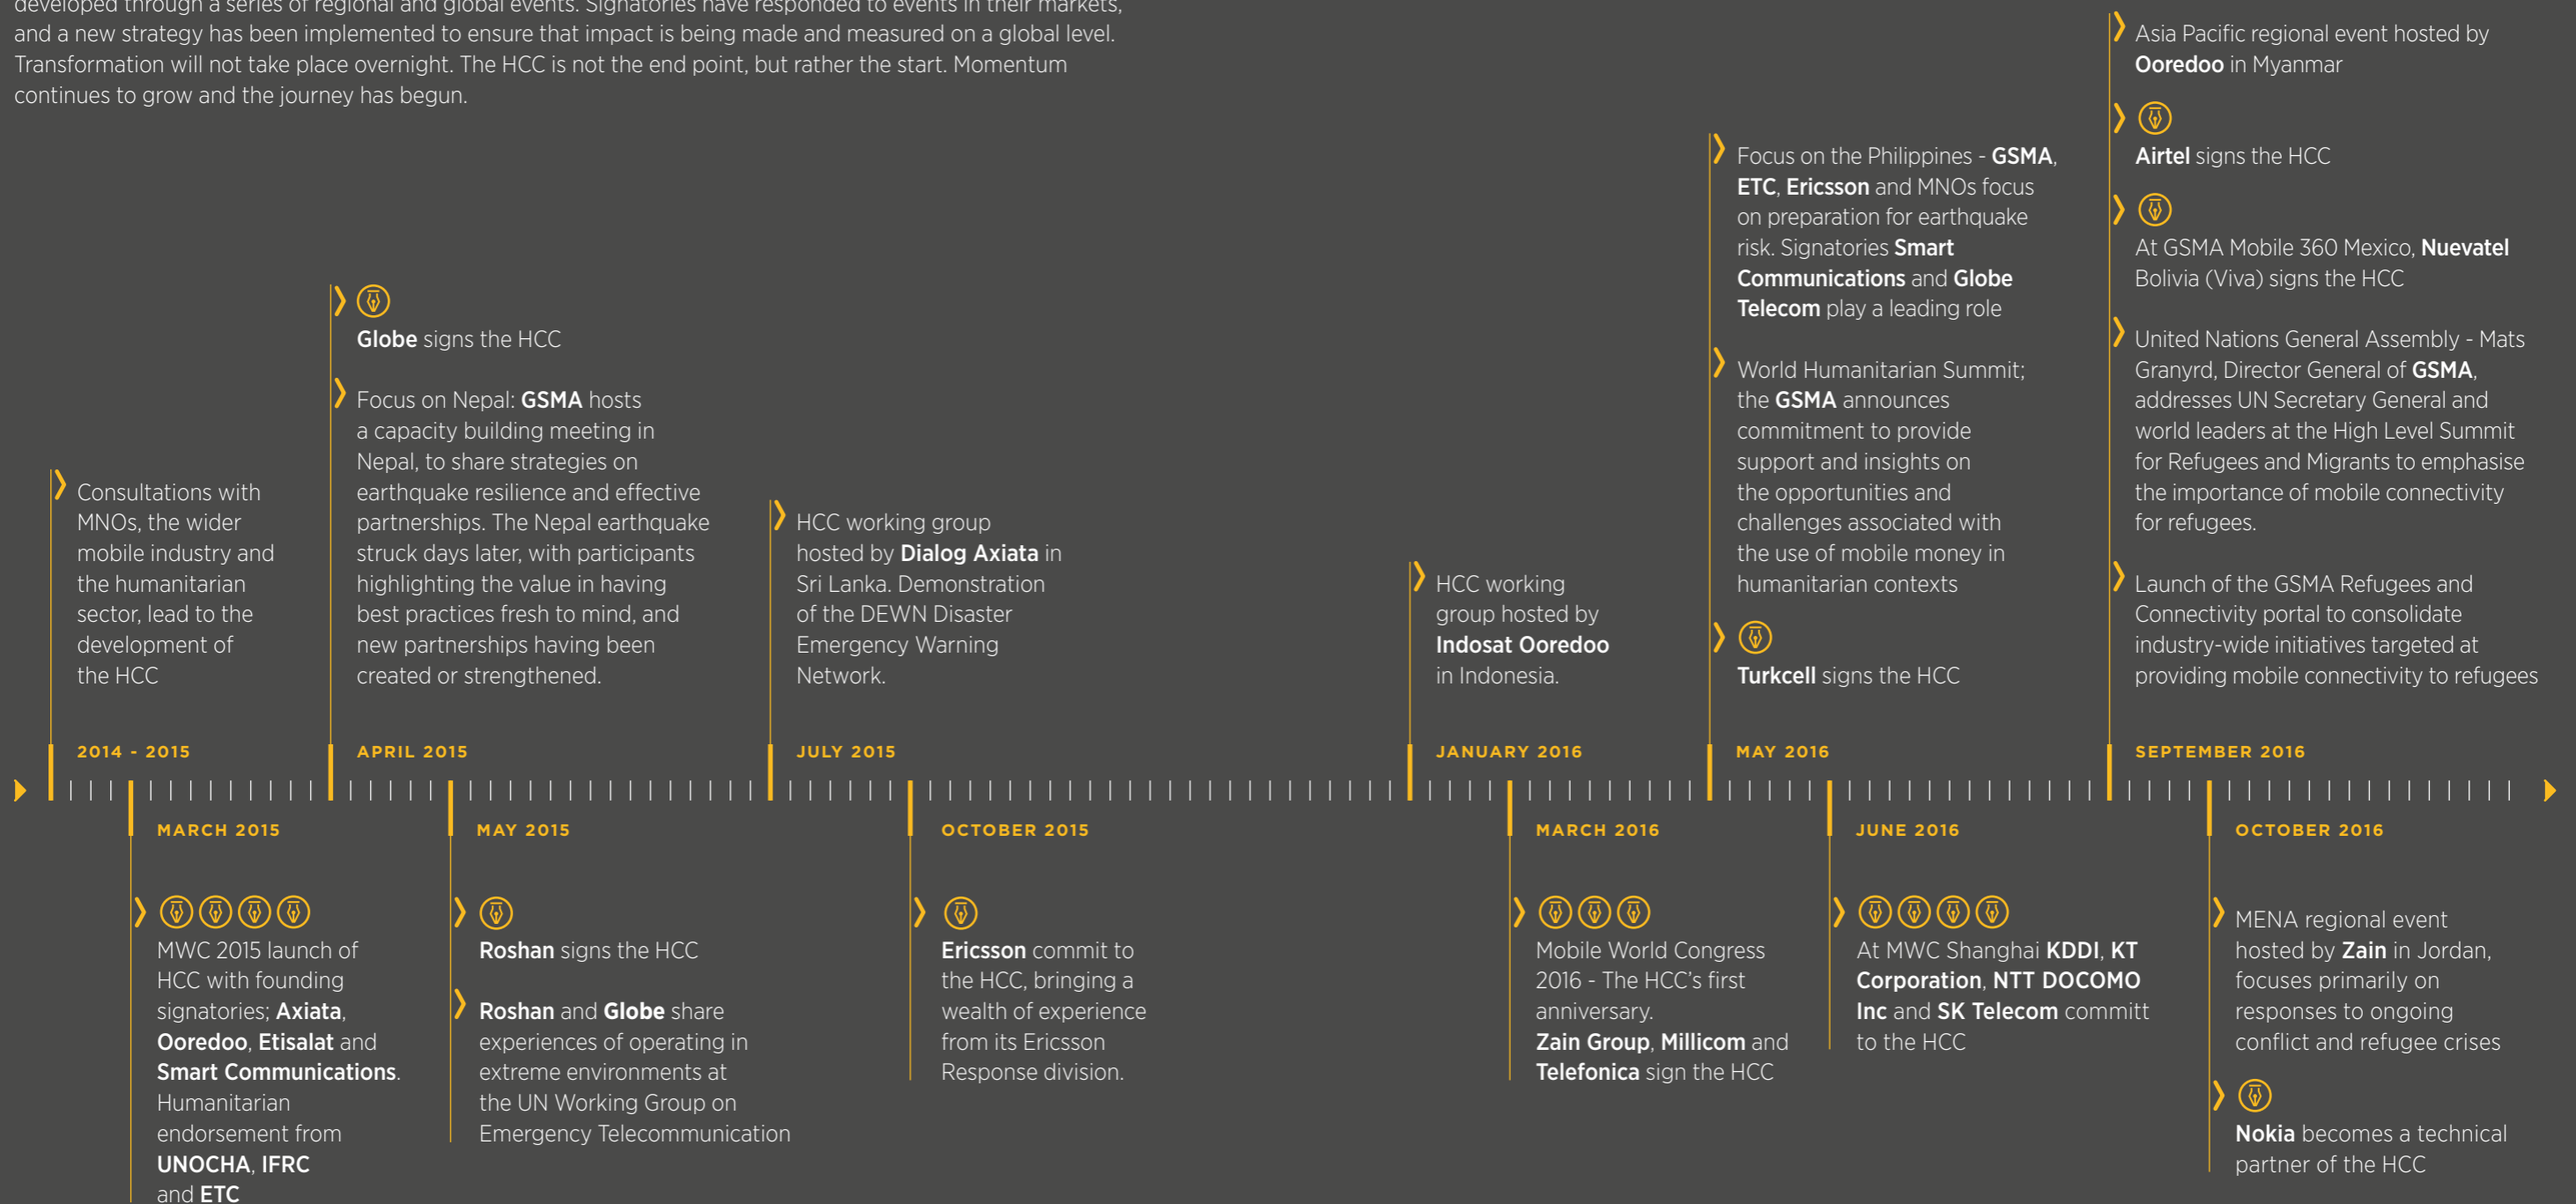 developed through a series of regional and global events. Signatories have responded to events in their markets,
and a new strategy has been implemented to ensure that impact is being made and measured on a global level.
Transformation will not take place overnight. The HCC is not the end point, but rather the start. Momentum
continues to grow and the journey has begun.
2014 - 2015
Consultations with
MNOs, the wider
mobile industry and
the humanitarian
sector, lead to the
development of
the HCC
MARCH 2015
MWC 2015 launch of
HCC with founding
signatories; Axiata,
Ooredoo, Etisalat and
Smart Communications.
Humanitarian
endorsement from
UNOCHA, IFRC
and ETC
APRIL 2015
Globe signs the HCC
Focus on Nepal: GSMA hosts
a capacity building meeting in
Nepal, to share strategies on
earthquake resilience and effective
partnerships. The Nepal earthquake
struck days later, with participants
highlighting the value in having
best practices fresh to mind, and
new partnerships having been
created or strengthened.
MAY 2015
Roshan signs the HCC
Roshan and Globe share
experiences of operating in
extreme environments at
the UN Working Group on
Emergency Telecommunication
JULY 2015
HCC working group
hosted by Dialog Axiata in
Sri Lanka. Demonstration
of the DEWN Disaster
Emergency Warning
Network.
OCTOBER 2015
Ericsson commit to
the HCC, bringing a
wealth of experience
from its Ericsson
Response division.
JANUARY 2016
HCC working
group hosted by
Indosat Ooredoo
in Indonesia.
MARCH 2016
Mobile World Congress
2016 - The HCC's first
anniversary.
Zain Group, Millicom and
Telefonica sign the HCC
MAY 2016
Focus on the Philippines - GSMA,
ETC, Ericsson and MNOs focus
on preparation for earthquake
risk. Signatories Smart
Communications and Globe
Telecom play a leading role
World Humanitarian Summit;
the GSMA announces
commitment to provide
support and insights on
the opportunities and
challenges associated with
the use of mobile money in
humanitarian contexts
Turkcell signs the HCC
JUNE 2016
At MWC Shanghai KDDI, KT
Corporation, NTT DOCOMO
Inc and SK Telecom committ
to the HCC
SEPTEMBER 2016
Asia Pacific regional event hosted by
Ooredoo in Myanmar
Airtel signs the HCC
At GSMA Mobile 360 Mexico, Nuevatel
Bolivia (Viva) signs the HCC
United Nations General Assembly - Mats
Granyrd, Director General of GSMA,
addresses UN Secretary General and
world leaders at the High Level Summit
for Refugees and Migrants to emphasise
the importance of mobile connectivity
for refugees.
Launch of the GSMA Refugees and
Connectivity portal to consolidate
industry-wide initiatives targeted at
providing mobile connectivity to refugees
OCTOBER 2016
MENA regional event
hosted by Zain in Jordan,
focuses primarily on
responses to ongoing
conflict and refugee crises
Nokia becomes a technical
partner of the HCC